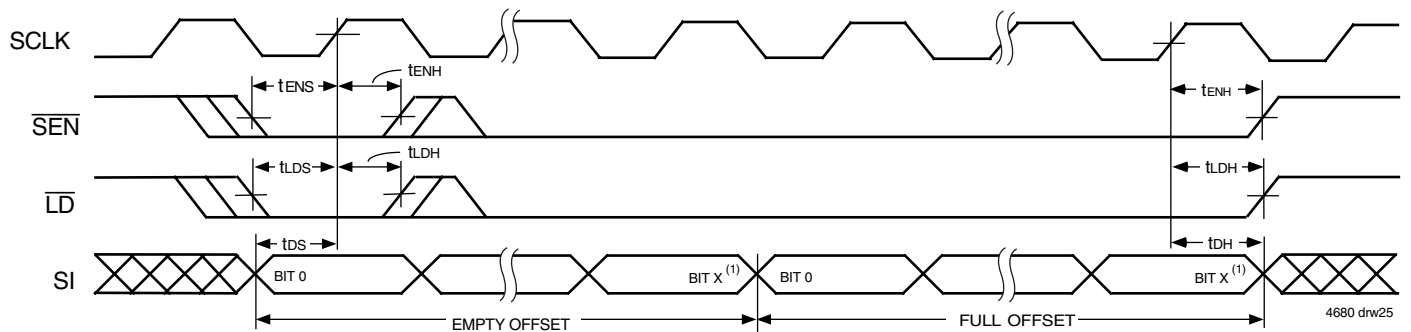 SCLK
tENS
tENH
SEN
tENH
tLDS
tLDH
LD
tLDH
tDS
tDH
SI
BIT 0
BIT X (1)
BIT 0
BIT X (1)
EMPTY OFFSET
FULL OFFSET
4680 drw25